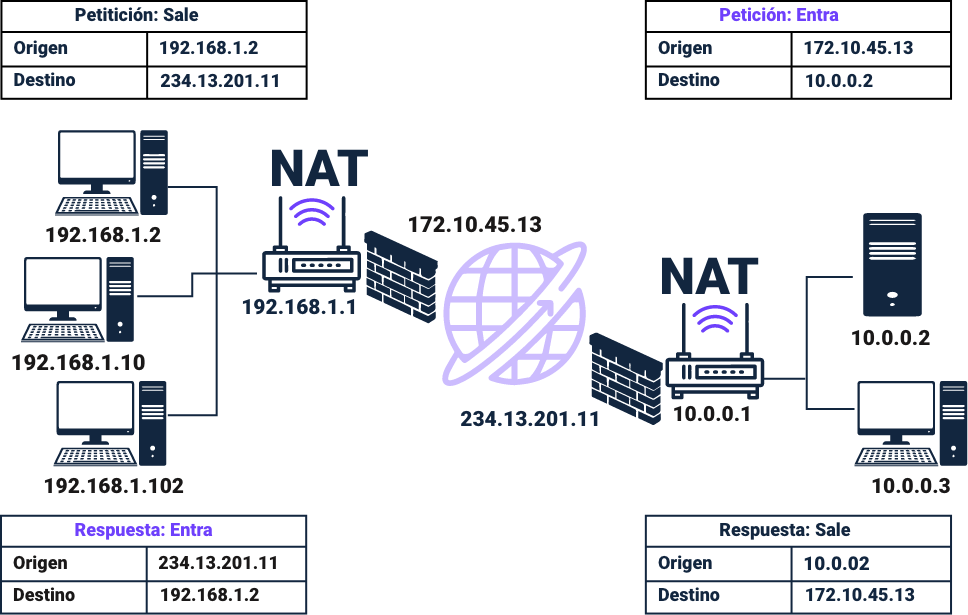 Petitición: Sale
Origen 192.168.1.2
Destino 234.13.201.11
Petición: Entra
Origen 172.10.45.13
Destino 10.0.0.2
NAT
192.168.1.2
172.10.45.13
192.168.1.1
192.168.1.10
192.168.1.102
NAT
10.0.0.2
234.13.201.11
10.0.0.1
10.0.0.3
Respuesta: Entra
Origen 234.13.201.11
Destino 192.168.1.2
Respuesta: Sale
Origen 10.0.02
Destino 172.10.45.13